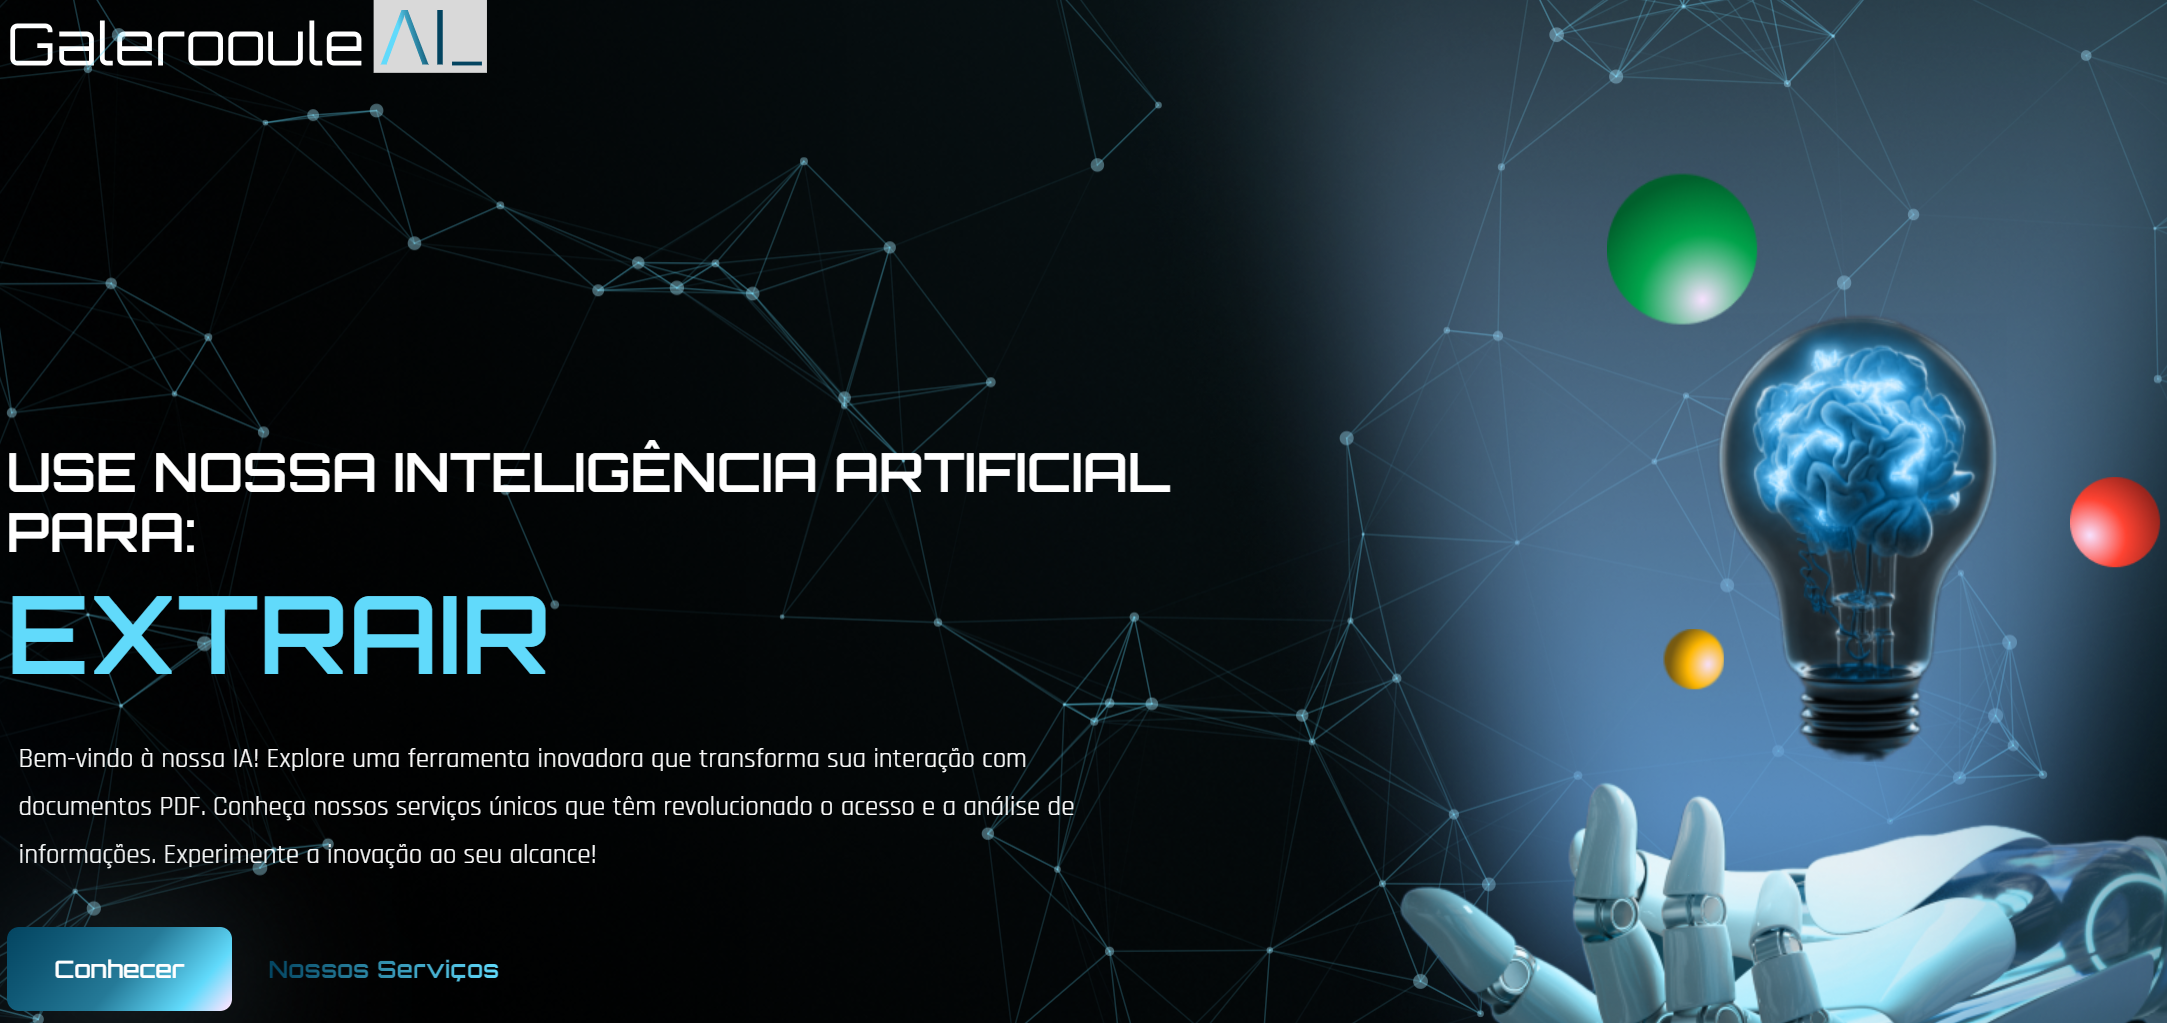 Galerooule AI_
USE NOSSA INTELIGÊNCIA ARTIFICIAL
PARA:
EXTRAIR
Bem-vindo à nossa IA! Explore uma ferramenta inovadora que transforma sua interação com
documentos PDF. Conheça nossos serviços únicos que têm revolucionado o acesso e a análise de
informações. Experimente a inovação ao seu alcance!
Conhecer
Nossos Serviços